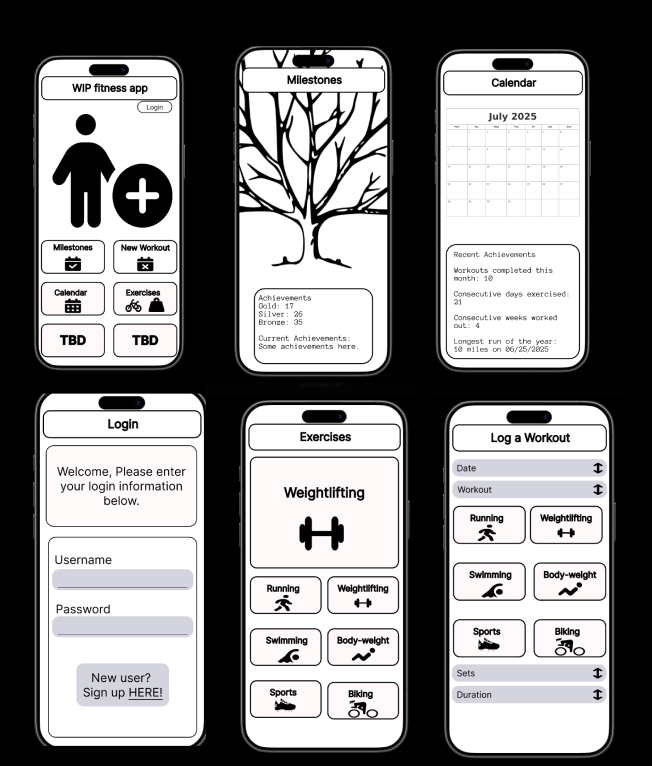 WIP fitness app
Login
Milestones
New Workout
Calendar
Exercises
TBD
TBD
Milestones
Achievements
Gold: 17
Silver: 26
Bronze: 35
Current Achievements:
Some achievements here.
Calendar
July 2025
Recent Achievements
Workouts completed this
month: 10
Consecutive days exercised:
21
Consecutive weeks worked
out: 4
Longest run of the year:
10 miles on 06/25/2025
Login
Welcome, Please enter
your login information
below.
Username
Password
New user?
Sign up HERE!
Exercises
Weightlifting
Running
Weightlifting
Swimming
Body-weight
Sports
Biking
Log a Workout
Date
Workout
Running
Weightlifting
Swimming
Body-weight
Sports
Biking
Sets
Duration